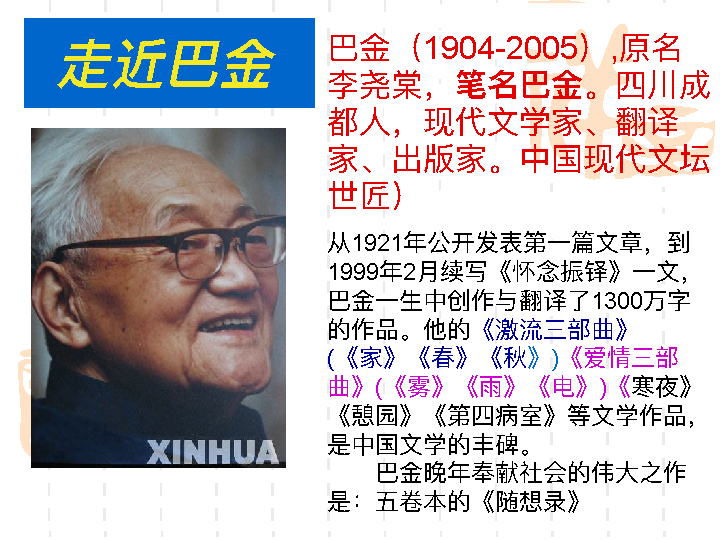 走近巴金
巴金（1904-2005）,原名
李尧棠，笔名巴金。四川成
都人，现代文学家、翻译
家、出版家。中国现代文坛
世匠）
从1921年公开发表第一篇文章，到
1999年2月续写《怀念振铎》一文，
巴金一生中创作与翻译了1300万字
的作品。他的《激流三部曲》
(《家》《春》《秋》)《爱情三部
曲》(《雾》《雨》《电》)《寒夜》
《憩园》《第四病室》等文学作品，
是中国文学的丰碑。
巴金晚年奉献社会的伟大之作
是：五卷本的《随想录》
XINHUA